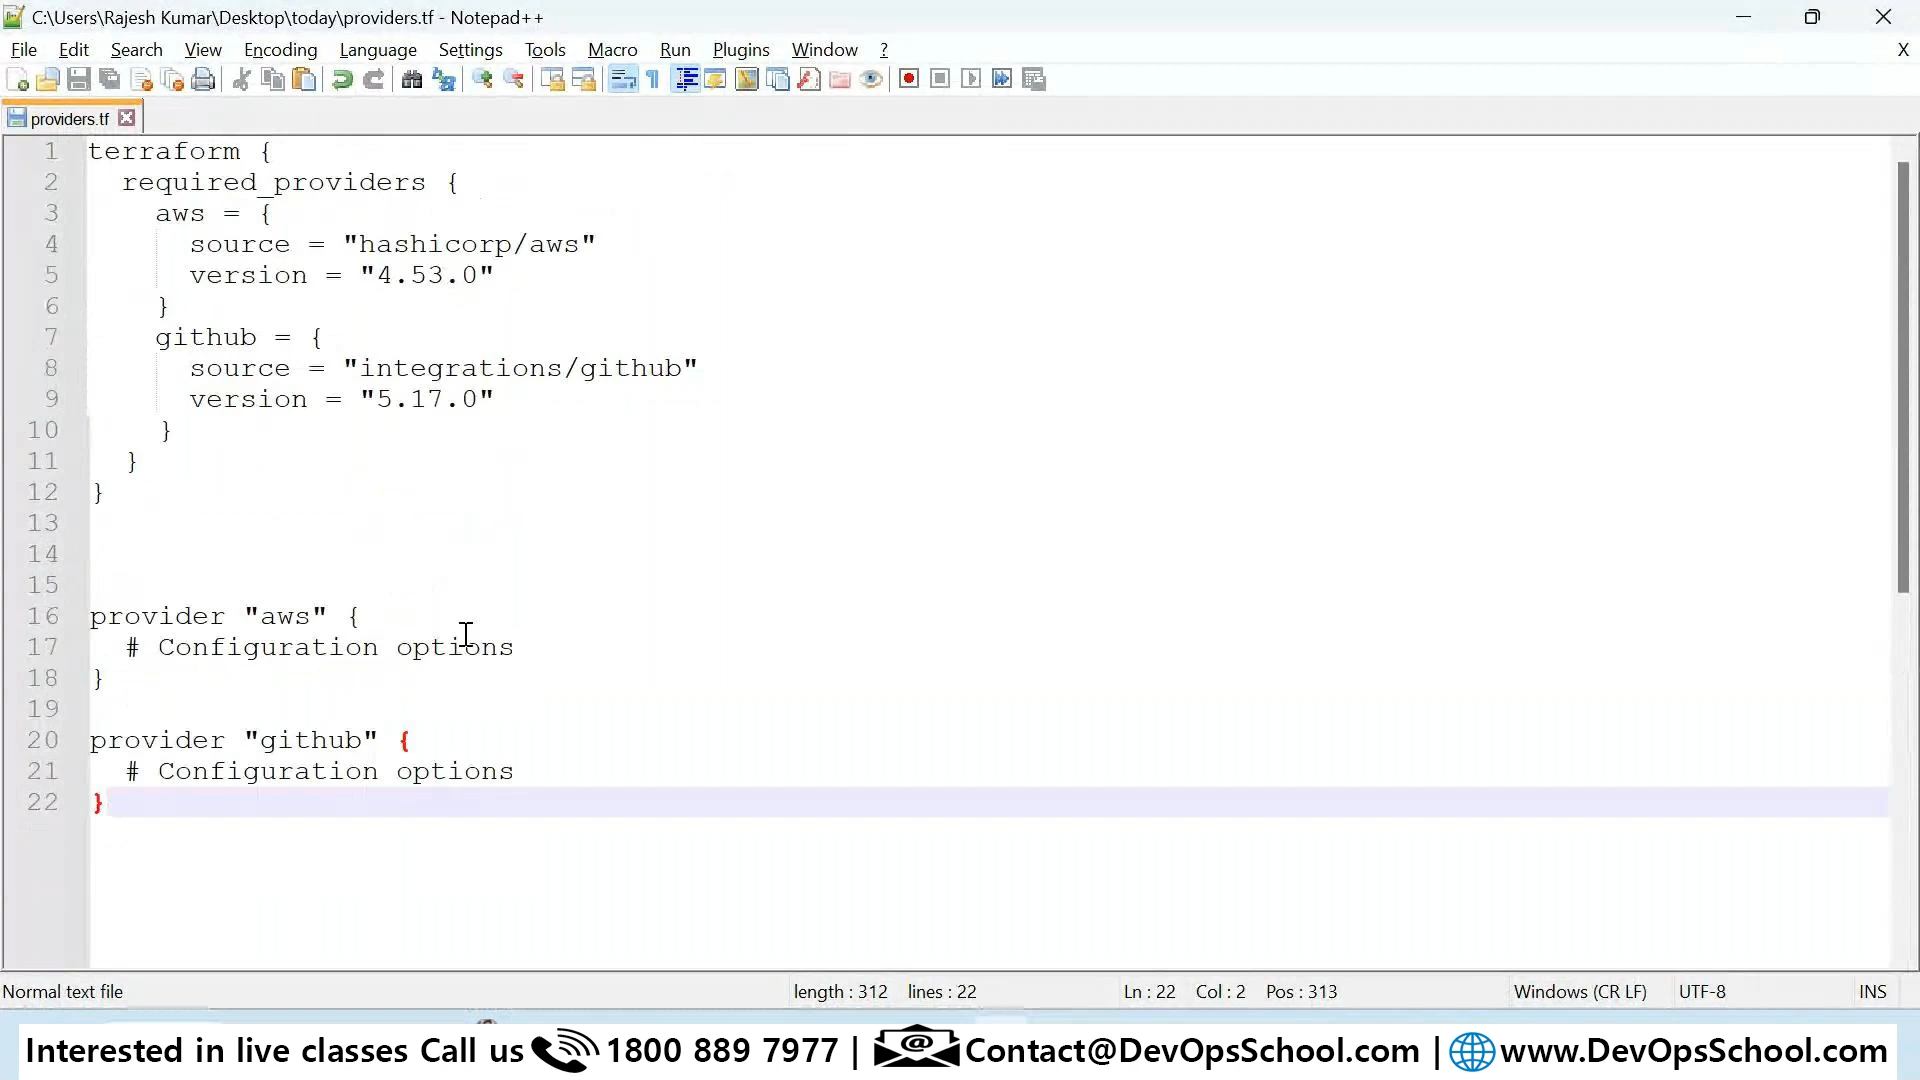 C:\Users\Rajesh Kumar\Desktop\today\providers.tf - Notepad++
File Edit Search View Encoding Language Settings Tools Macro Run Plugins Window ? X
providers.tf
1 terraform {
2   required_providers {
3     aws = {
4       source = "hashicorp/aws"
5       version = "4.53.0"
6     }
7     github = {
8       source = "integrations/github"
9       version = "5.17.0"
10     }
11   }
12 }
13
14
15
16 provider "aws" {
17   # Configuration options
18 }
19
20 provider "github" {
21   # Configuration options
22 }
Normal text file length : 312 lines : 22 Ln : 22 Col : 2 Pos : 313 Windows (CR LF) UTF-8 INS
Interested in live classes Call us 1800 889 7977 | Contact@DevOpsSchool.com | www.DevOpsSchool.com